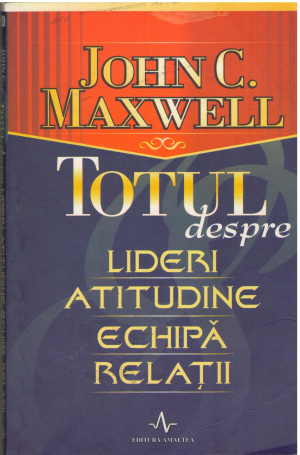 JOHN C.
MAXWELL
TOTUL
despre
LIDERI
ATITUDINE
ECHIPĂ
RELAȚII
EDITURA AMALTEA